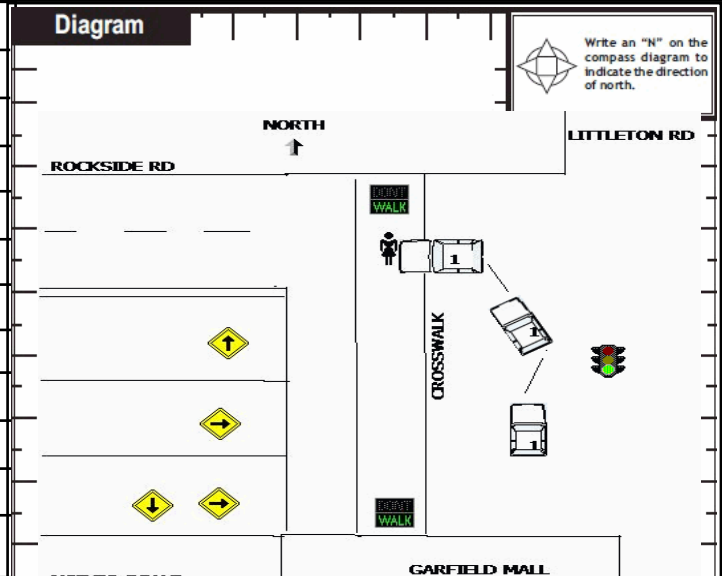 Diagram
Write an "N" on the
compass diagram to
indicate the direction
of north.
NORTH
LITTLETON RD
ROCKSIDE RD
DONT
WALK
1
1
CROSSWALK
1
DONT
WALK
GARFIELD MALL